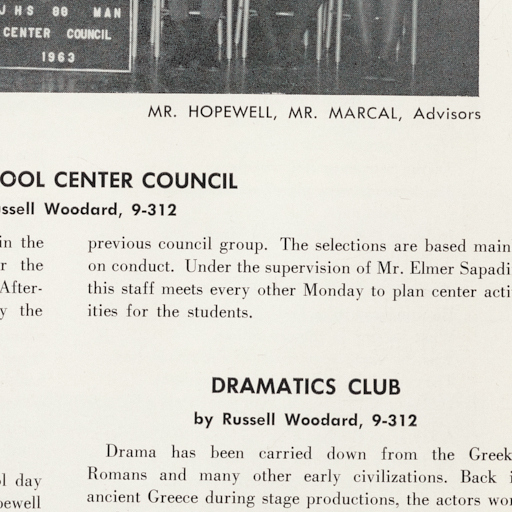 JHS 88 MAN
CENTER COUNCIL
1963
MR. HOPEWELL, MR. MARCAL, Advisors
OOL CENTER COUNCIL
ssell Woodard, 9-312
in the
r the
After-
y the
previous council group. The selections are based main
on conduct. Under the supervision of Mr. Elmer Sapadi
this staff meets every other Monday to plan center acti
ities for the students.
l day
pewell
DRAMATICS CLUB
by Russell Woodard, 9-312
Drama has been carried down from the Greek
Romans and many other early civilizations. Back i
ancient Greece during stage productions, the actors wor